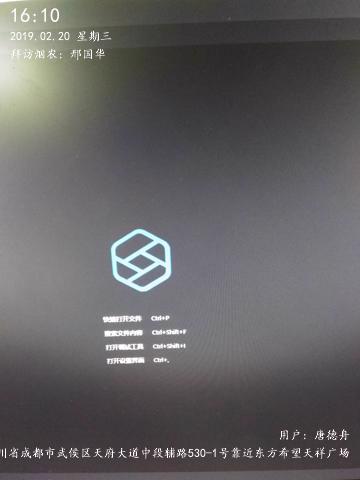 16:10
2019.02.20 星期三
拜访烟农：邢国华
快速打开文件 Ctrl+P
搜索文件内容 Ctrl+Shift+F
打开调试工具 Ctrl+Shift+I
打开设置界面 Ctrl+,
用户：唐德舟
川省成都市武侯区天府大道中段辅路530-1号靠近东方希望天祥广场